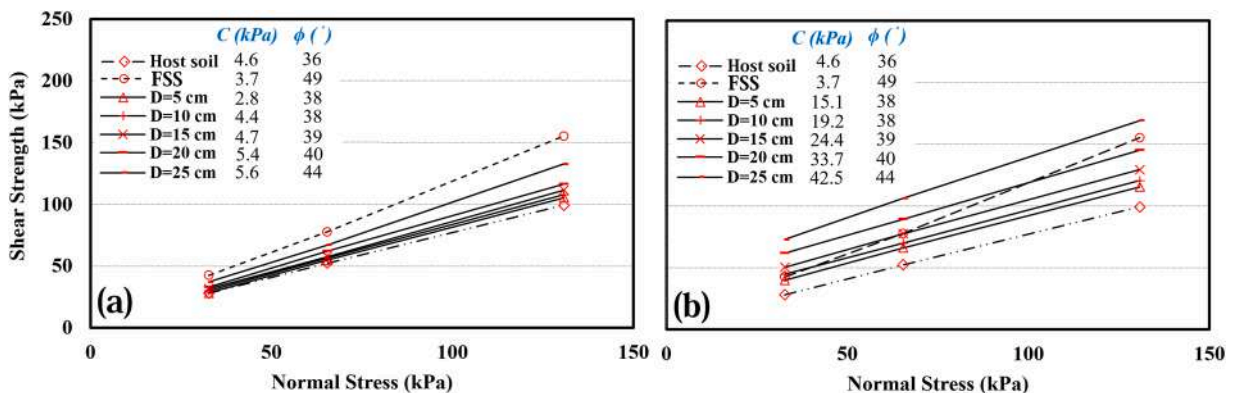 250
200
150
100
50
0
Shear Strength (kPa)
C (kPa) ϕ (˚)
Host soil 4.6 36
FSS 3.7 49
D=5 cm 2.8 38
D=10 cm 4.4 38
D=15 cm 4.7 39
D=20 cm 5.4 40
D=25 cm 5.6 44
(a)
0 50 100 150
Normal Stress (kPa)
C (kPa) ϕ (˚)
Host soil 4.6 36
FSS 3.7 49
D=5 cm 15.1 38
D=10 cm 19.2 38
D=15 cm 24.4 39
D=20 cm 33.7 40
D=25 cm 42.5 44
(b)
0 50 100 150
Normal Stress (kPa)